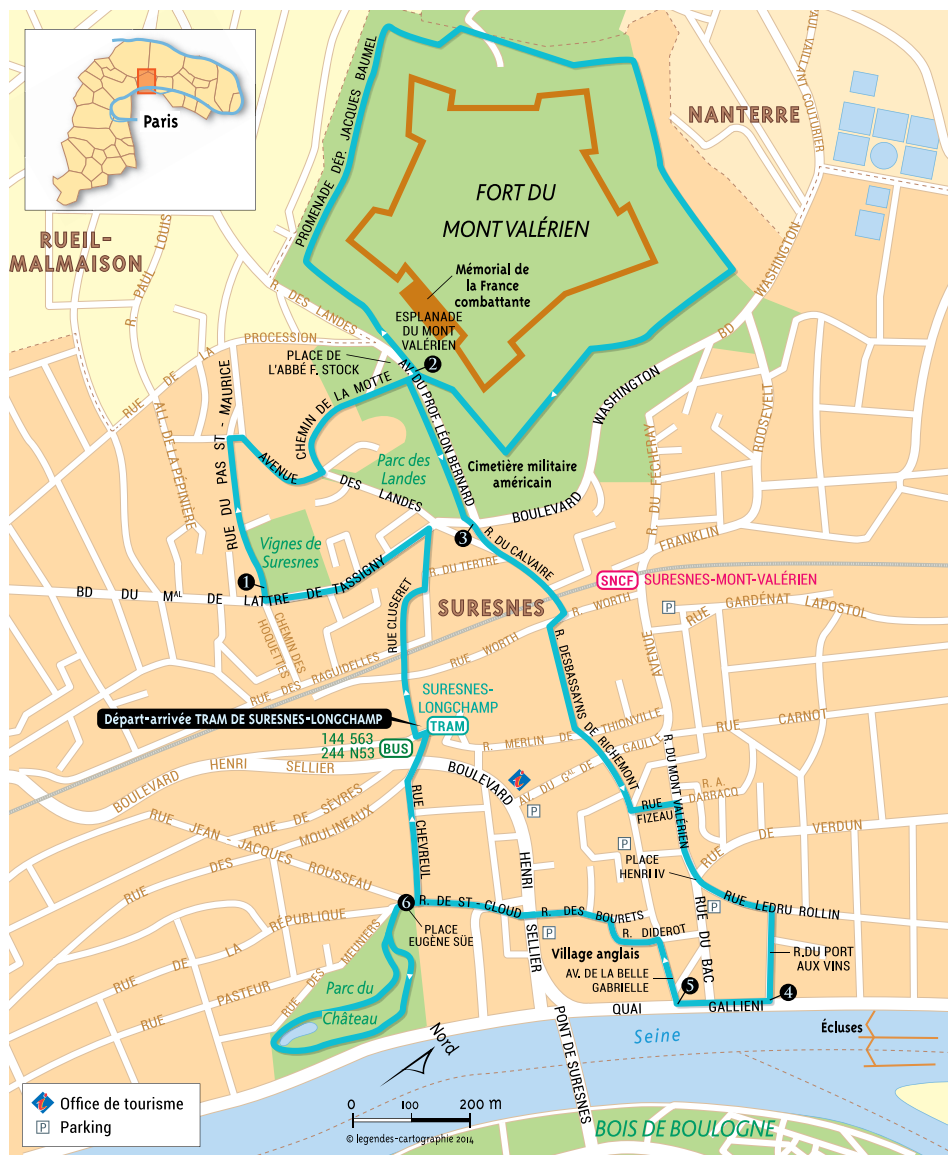 Paris
RUEIL-
MALMAISON
NANTERRE
PAUL VAILLANT COUTURIER
PROMENADE DÉP. JACQUES BAUMEL
FORT DU
MONT VALÉRIEN
Mémorial de
la France
combattante
ESPLANADE
DU MONT
VALÉRIEN
R. PAUL LOUIS
R. DES LANDES
RUE DE LA PROCESSION
PLACE DE
L'ABBÉ F. STOCK
2
AV. DU PROF. LÉON BERNARD
BD WASHINGTON
BOULEVARD WASHINGTON
ROOSEVELT
R. DU FÉCHERAY
FRANKLIN
ALL. DE LA PÉPINIÈRE
RUE DU PAS ST - MAURICE
CHEMIN DE LA MOTTE
AVENUE DES LANDES
Parc des
Landes
Cimetière militaire
américain
Vignes de
Suresnes
1
3
R. DU CALVAIRE
R. DU TERTRE
BD DU MAL DE LATTRE DE TASSIGNY
CHEMIN DES
HOQUETTES
RUE CLUSERET
SURESNES
SNCF
SURESNES-MONT-VALÉRIEN
P
RUE GARDÉNAT LAPOSTOL
RUE DES RAGUIDELLES
RUE WORTH
R. WORTH
AVENUE
R. DESBASSAYNS DE RICHEMONT
SURESNES-
LONGCHAMP
TRAM
Départ-arrivée TRAM DE SURESNES-LONGCHAMP
144 563
244 N53
BUS
R. MERLIN DE THIONVILLE
RUE CARNOT
BOULEVARD HENRI SELLIER
BOULEVARD HENRI SELLIER
AV. DU GAL DE GAULLE
P
R. DU MONT VALÉRIEN
R. A.
DARRACQ
RUE
FIZEAU
RUE DE SÈVRES
RUE DES MOULINEAUX
RUE JEAN-JACQUES ROUSSEAU
RUE CHEVREUL
P
PLACE
HENRI IV
RUE DE VERDUN
RUE LEDRU ROLLIN
P
RUE DU BAC
6
R. DE ST-CLOUD
R. DES BOURETS
P
R. DIDEROT
PLACE
EUGÈNE SÜE
RUE DE LA RÉPUBLIQUE
RUE DES MEUNIERS
RUE PASTEUR
Village anglais
AV. DE LA BELLE
GABRIELLE
R.DU PORT
AUX VINS
5
4
QUAI GALLIENI
Parc du
Château
Nord
PONT DE SURESNES
Seine
Écluses
Office de tourisme
P Parking
0 100 200 m
© legendes-cartographie 2014
BOIS DE BOULOGNE